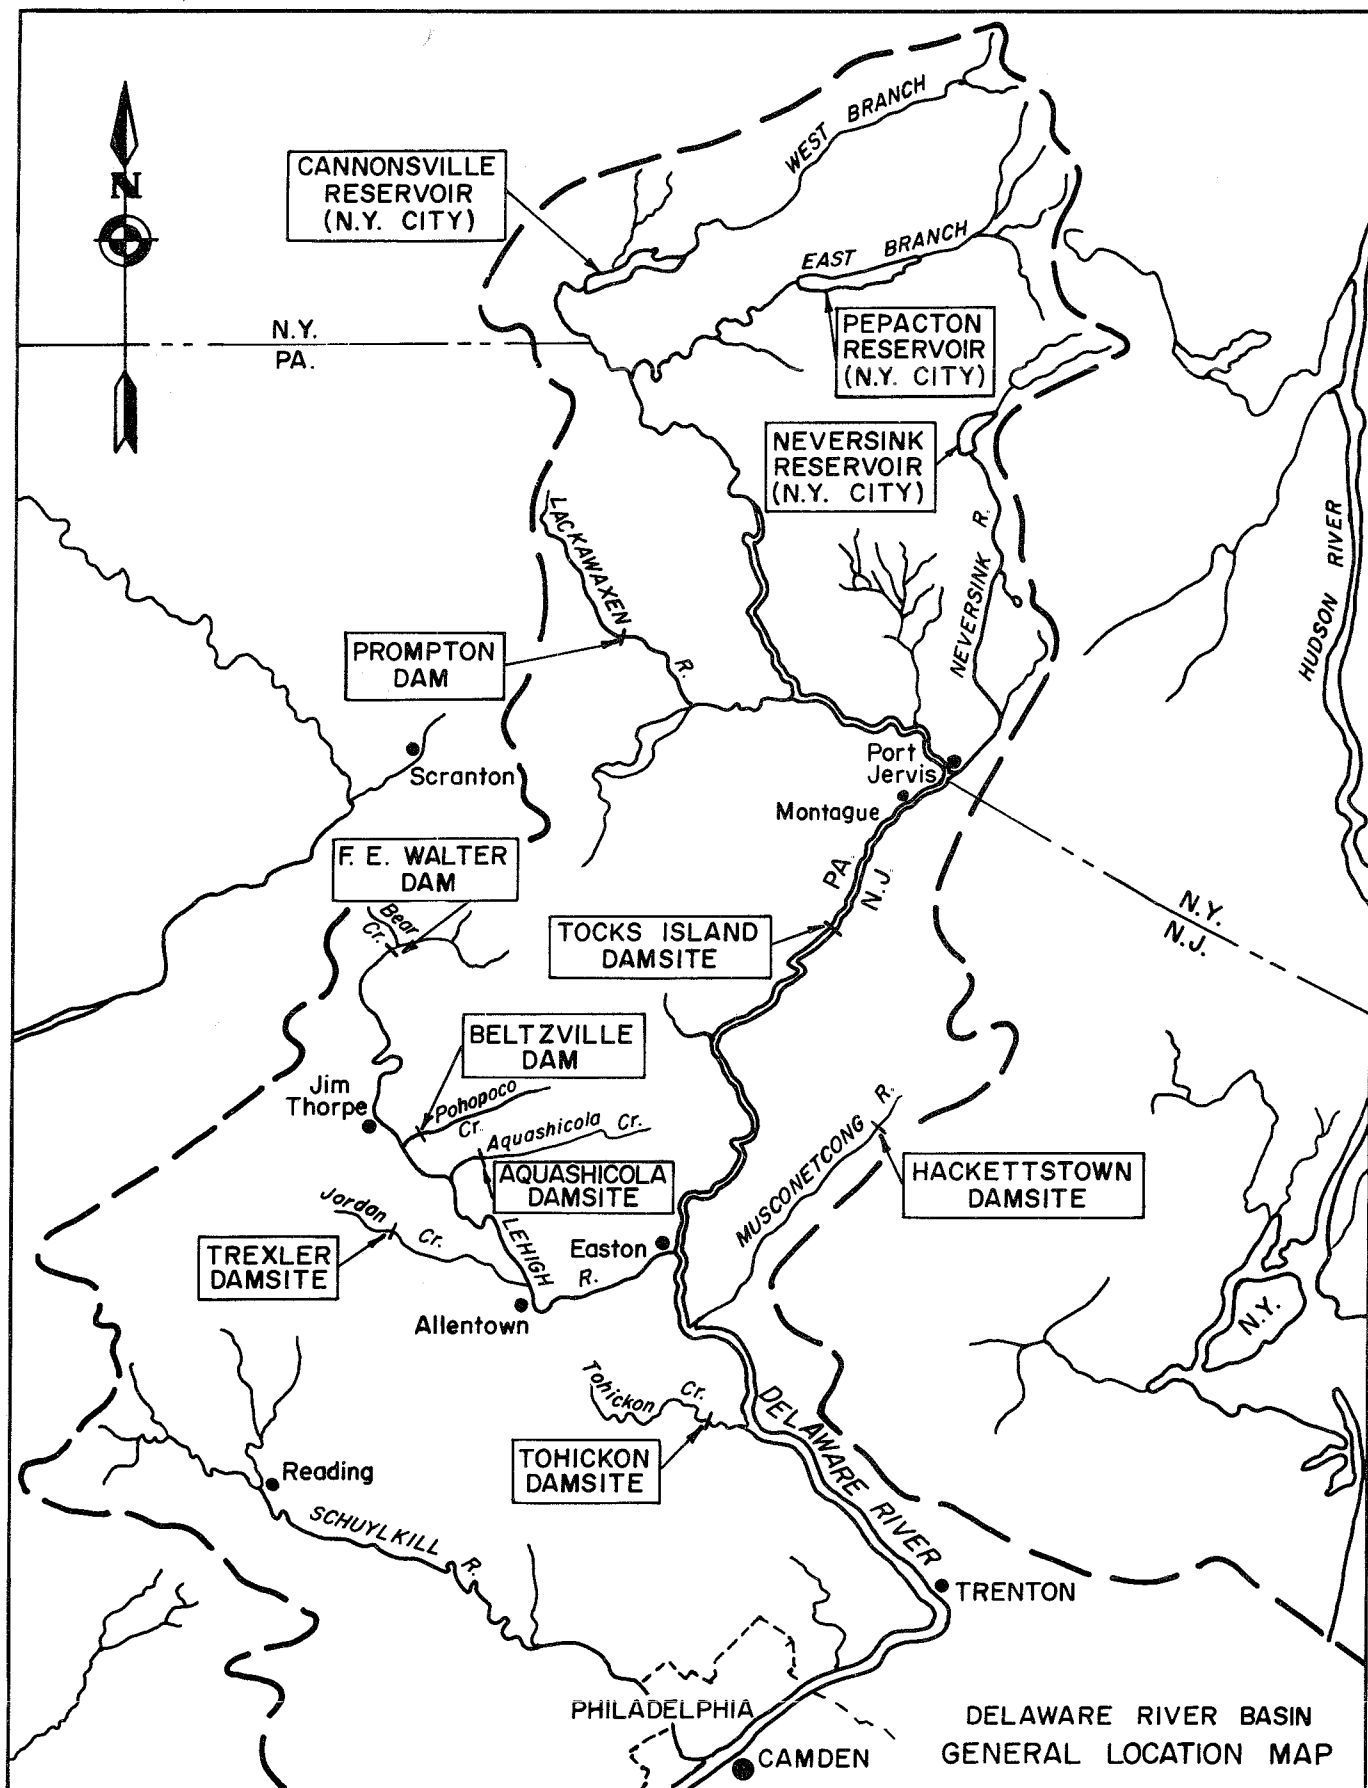 WEST BRANCH
CANNONSVILLE
RESERVOIR
(N.Y. CITY)
N
EAST BRANCH
N.Y.
PA.
PEPACTON
RESERVOIR
(N.Y. CITY)
NEVERSINK
RESERVOIR
(N.Y. CITY)
LACKAWAXEN
R.
NEVERSINK R.
HUDSON RIVER
PROMPTON
DAM
Scranton
Port
Jervis
Montague
F. E. WALTER
DAM
PA.
N.J.
N.Y.
N.J.
Bear
Cr.
TOCKS ISLAND
DAMSITE
BELTZVILLE
DAM
Jim
Thorpe
Pohopoco
Cr.
Aquashicola Cr.
MUSCONETCONG R.
AQUASHICOLA
DAMSITE
HACKETTSTOWN
DAMSITE
Jordan
Cr.
TREXLER
DAMSITE
LEHIGH
R.
Easton
Allentown
N.Y.
Tohickon
Cr.
DELAWARE RIVER
TOHICKON
DAMSITE
Reading
SCHUYLKILL R.
TRENTON
PHILADELPHIA
CAMDEN
DELAWARE RIVER BASIN
GENERAL LOCATION MAP